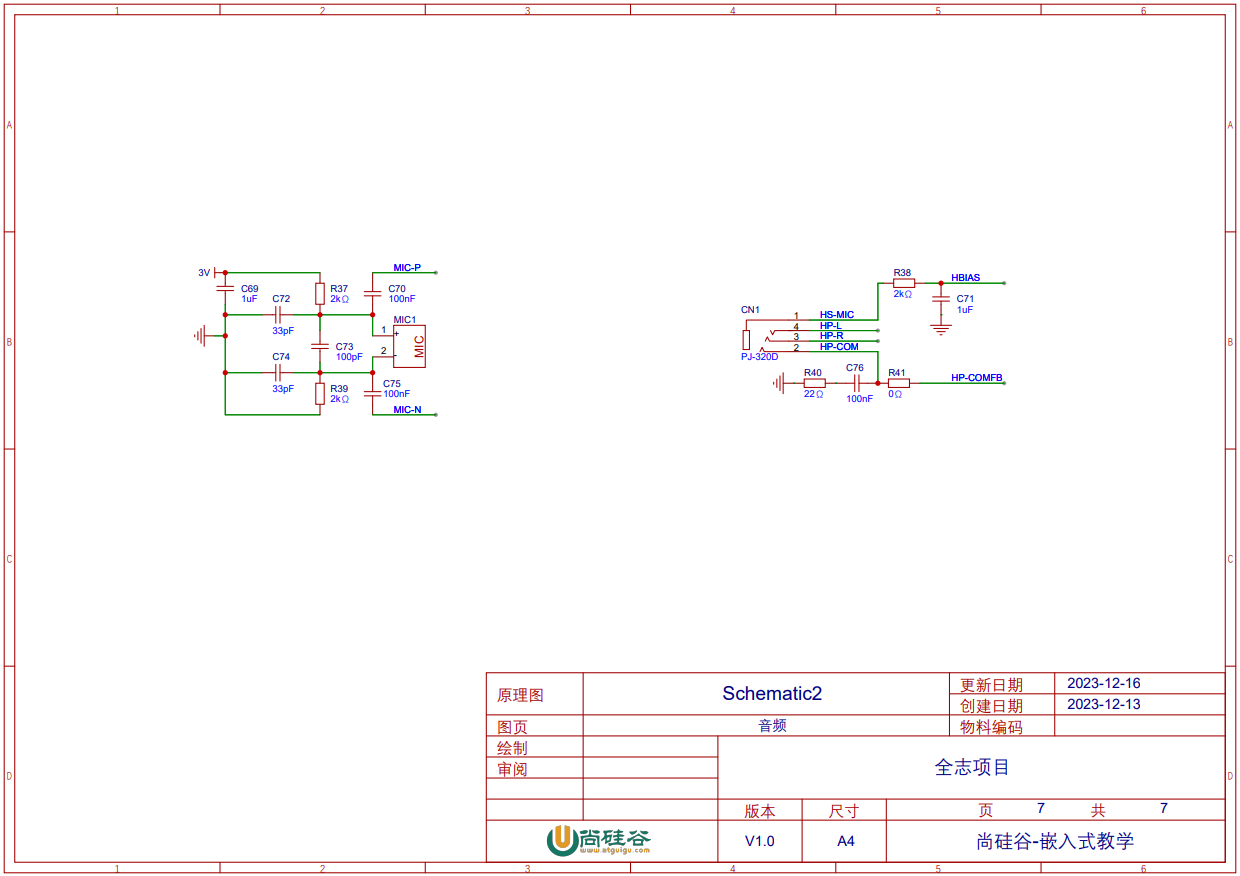 1 2 3 4 5 6
A A
3V
MIC-P
C69
1uF
C72
33pF
R37
2kΩ
C70
100nF
MIC1
1
+
2
-
MIC
C73
100pF
C74
33pF
R39
2kΩ
C75
100nF
MIC-N
R38
2kΩ
HBIAS
C71
1uF
CN1
PJ-320D
1 HS-MIC
4 HP-L
3 HP-R
2 HP-COM
R40
22Ω
C76
100nF
R41
0Ω
HP-COMFB
B B
C C
D D
原理图 Schematic2 更新日期 2023-12-16
创建日期 2023-12-13
图页 音频 物料编码
绘制
审阅
全志项目
版本 尺寸 页 7 共 7
尚硅谷
www.atguigu.com
V1.0 A4 尚硅谷-嵌入式教学
1 2 3 4 5 6